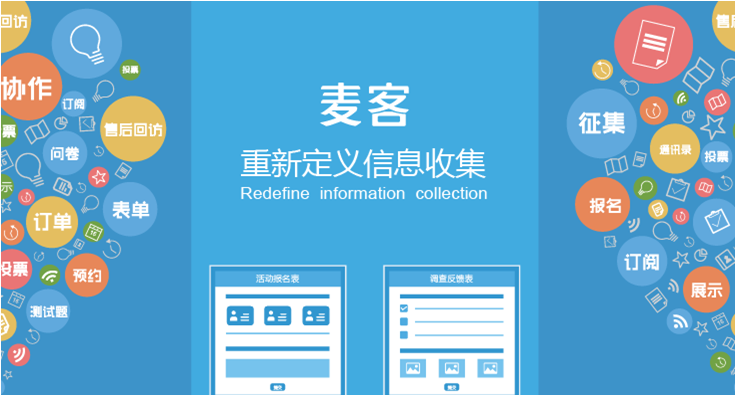 麦客
重新定义信息收集
Redefine information collection
活动报名表
提交
调查反馈表
提交
回访
投票
协作
订阅
售后回访
票
问卷
示
订单
表单
投票
预约
测试题
售后
征集
通讯录
投票
报名
订阅
展示